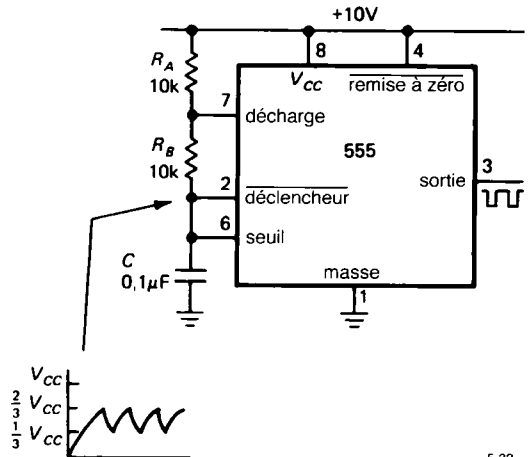 +10V
8
4
R_A
10k
V_CC
remise à zéro
7
décharge
R_B
10k
555
3
sortie
2
déclencheur
6
seuil
C
0,1µF
masse
1
V_CC
2/3 V_CC
1/3 V_CC